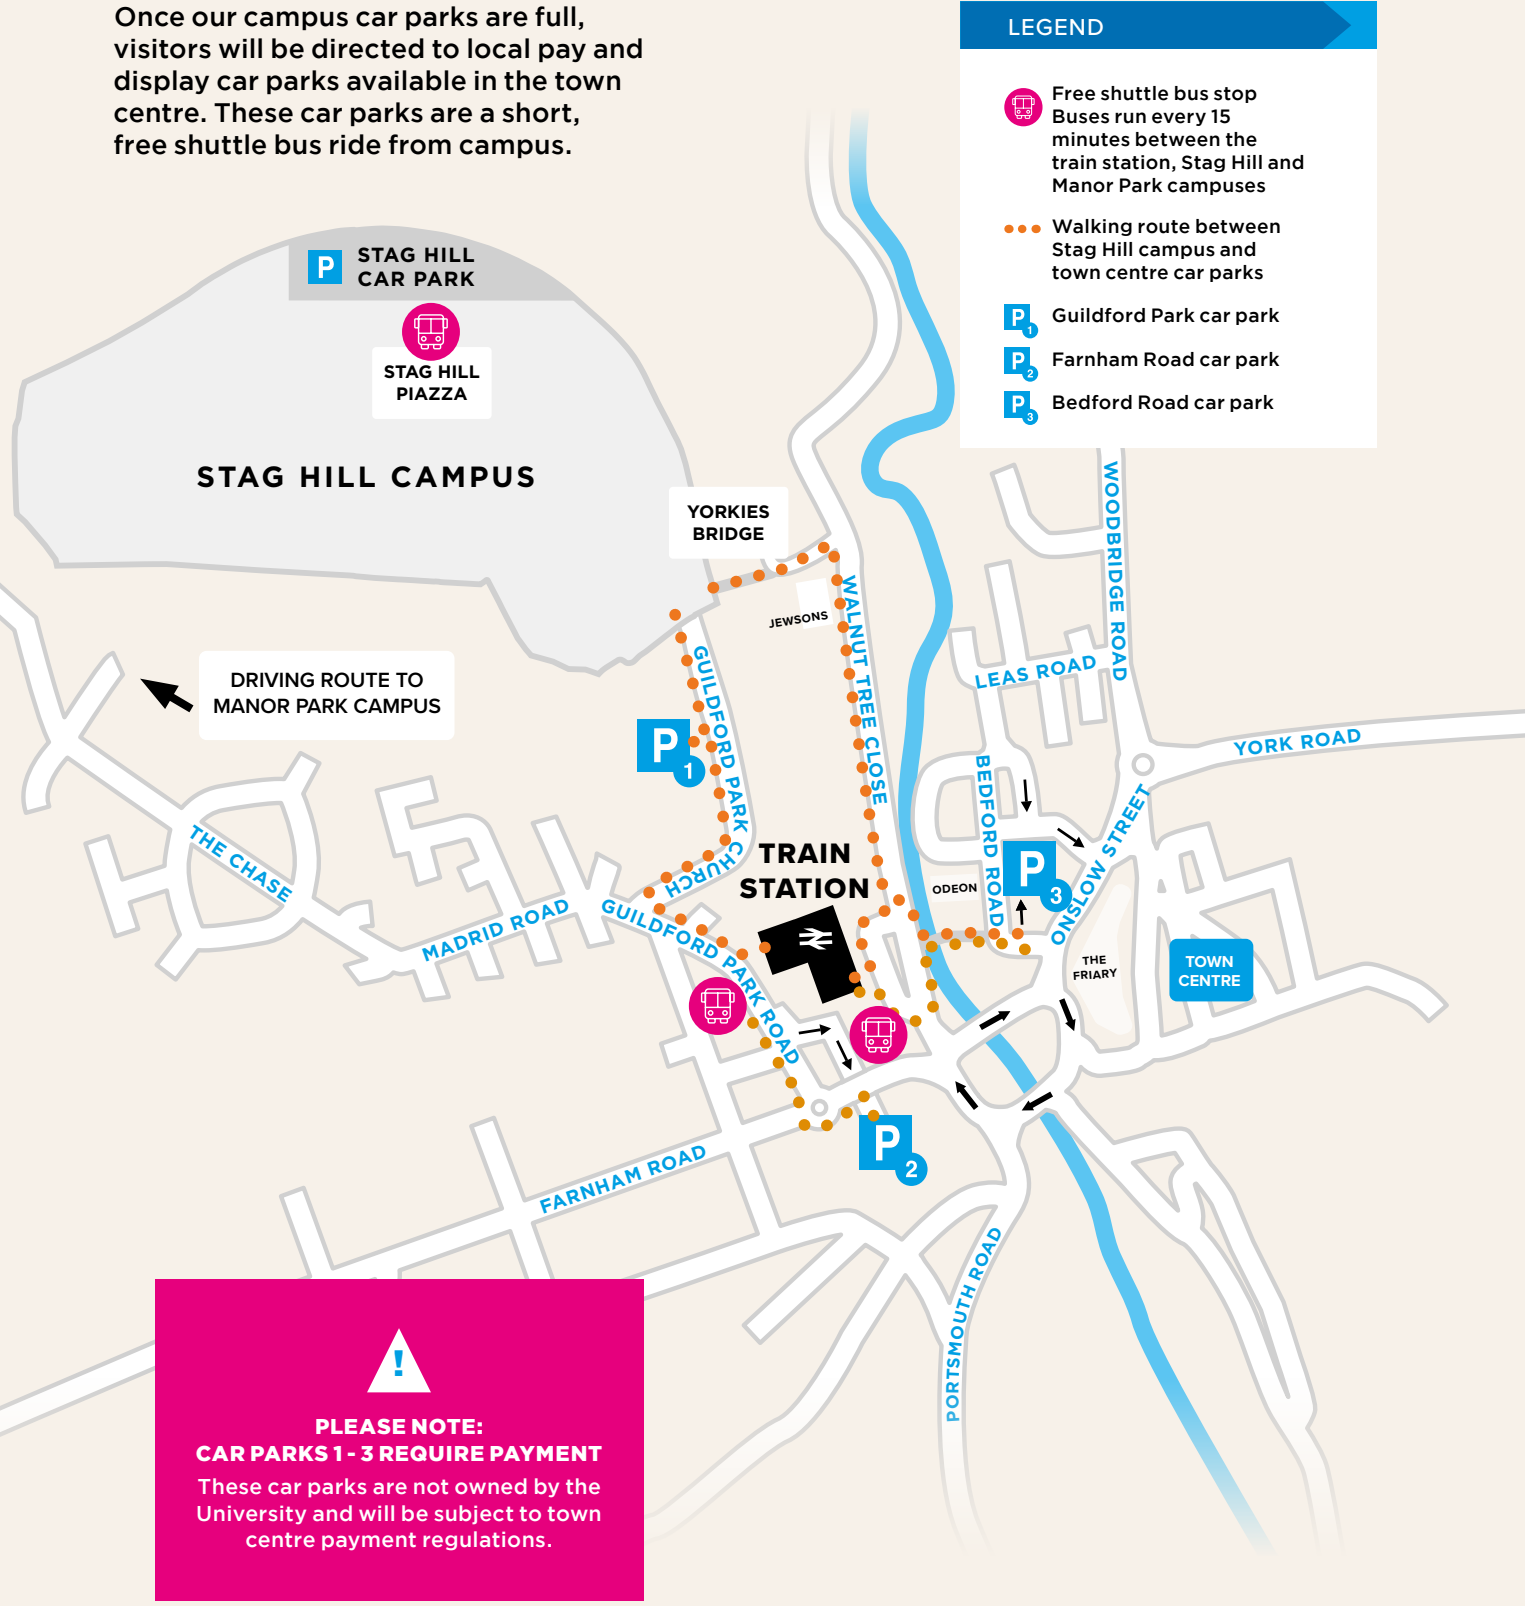 Once our campus car parks are full,
visitors will be directed to local pay and
display car parks available in the town
centre. These car parks are a short,
free shuttle bus ride from campus.
LEGEND
Free shuttle bus stop
Buses run every 15
minutes between the
train station, Stag Hill and
Manor Park campuses
Walking route between
Stag Hill campus and
town centre car parks
P1 Guildford Park car park
P2 Farnham Road car park
P3 Bedford Road car park
P
STAG HILL
CAR PARK
STAG HILL
PIAZZA
STAG HILL CAMPUS
YORKIES
BRIDGE
JEWSONS
WALNUT TREE CLOSE
WOODBRIDGE ROAD
LEAS ROAD
YORK ROAD
DRIVING ROUTE TO
MANOR PARK CAMPUS
GUILDFORD PARK CHURCH
P1
BEDFORD ROAD
ONSLOW STREET
THE CHASE
MADRID ROAD
GUILDFORD PARK ROAD
TRAIN
STATION
ODEON
P3
THE
FRIARY
TOWN
CENTRE
P2
FARNHAM ROAD
PORTSMOUTH ROAD
!
PLEASE NOTE:
CAR PARKS 1 - 3 REQUIRE PAYMENT
These car parks are not owned by the
University and will be subject to town
centre payment regulations.